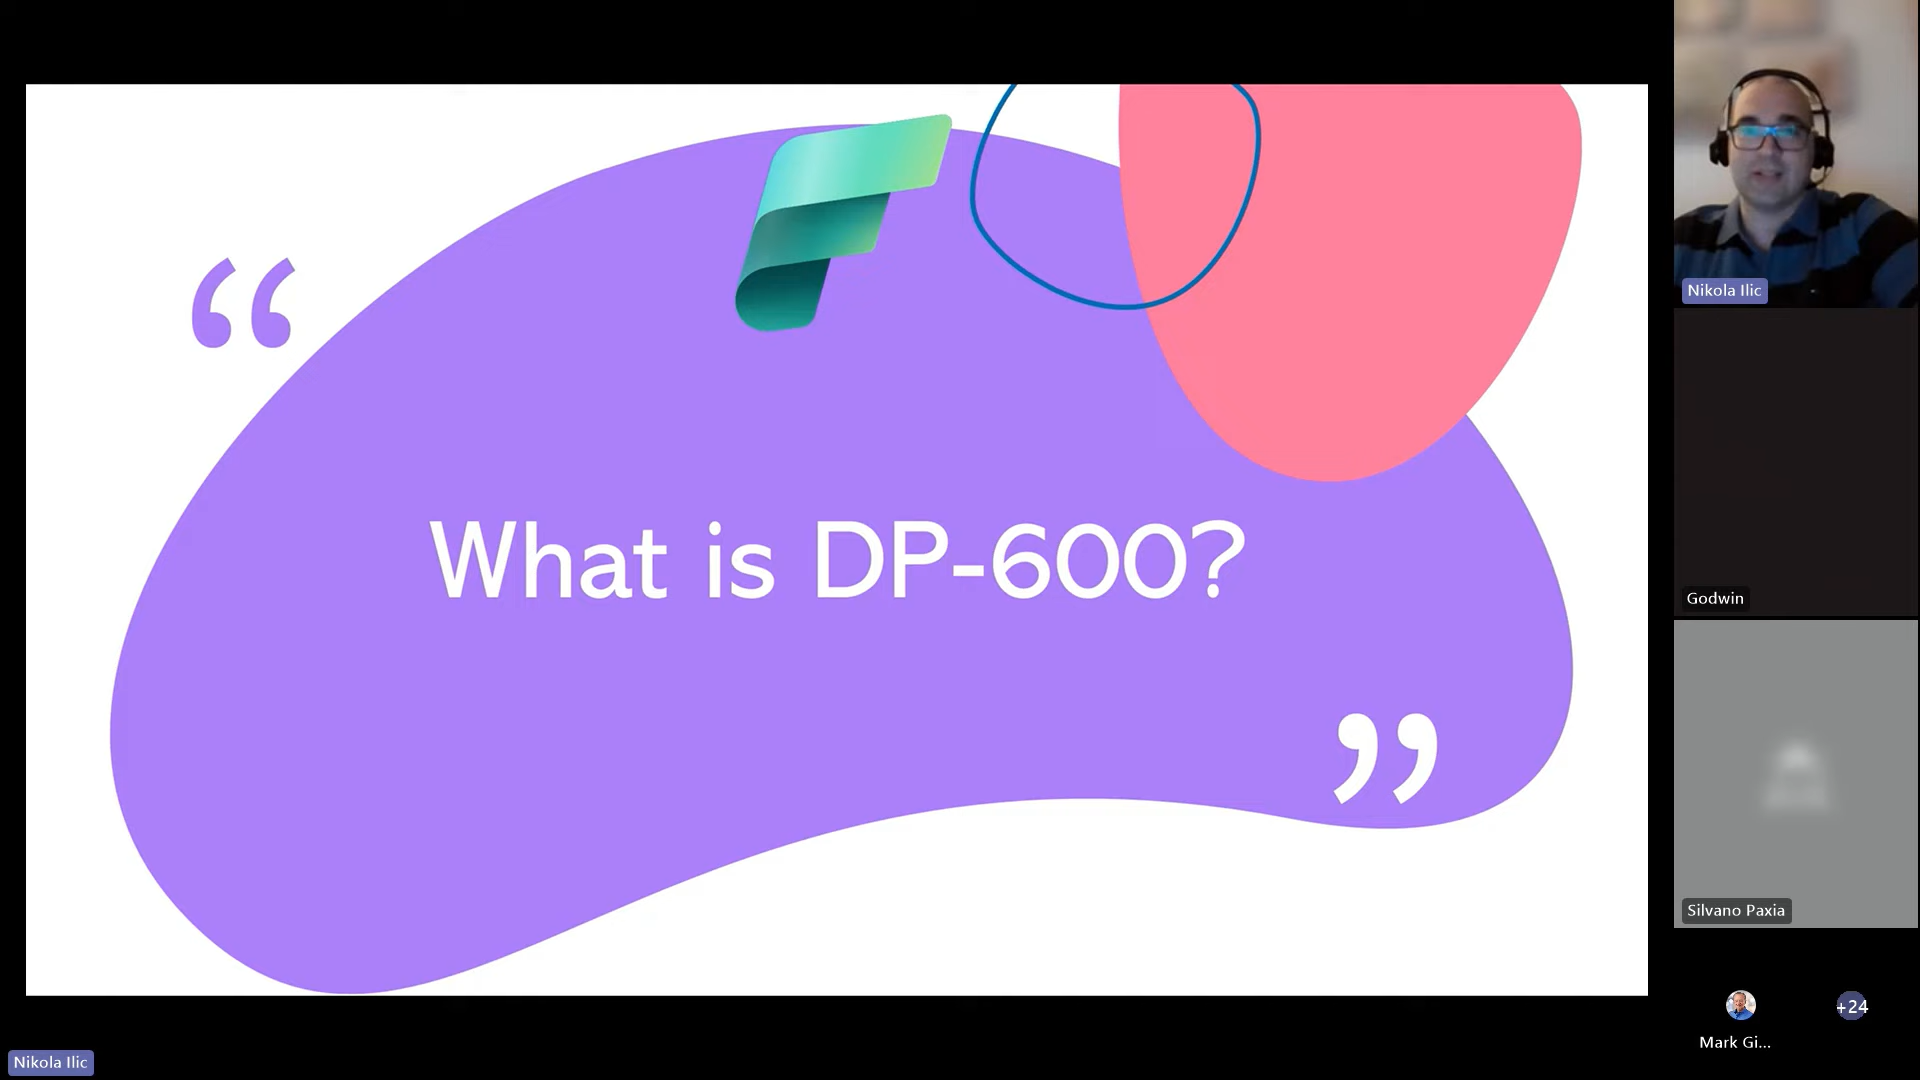 “
What is DP-600?
”
Nikola Ilic
Godwin
Silvano Paxia
Mark Gi...
+24
Nikola Ilic